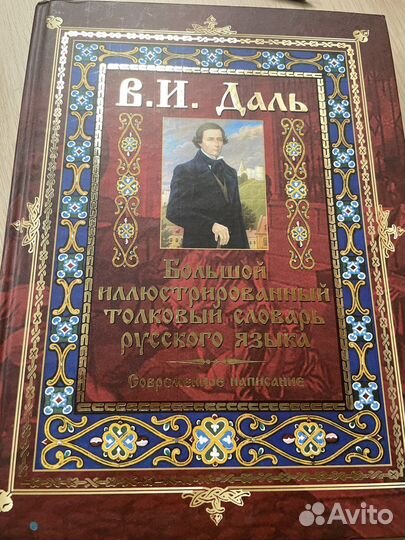 В.И. Даль
Большой
иллюстрированный
толковый словарь
русского языка
Современное написание
Avito